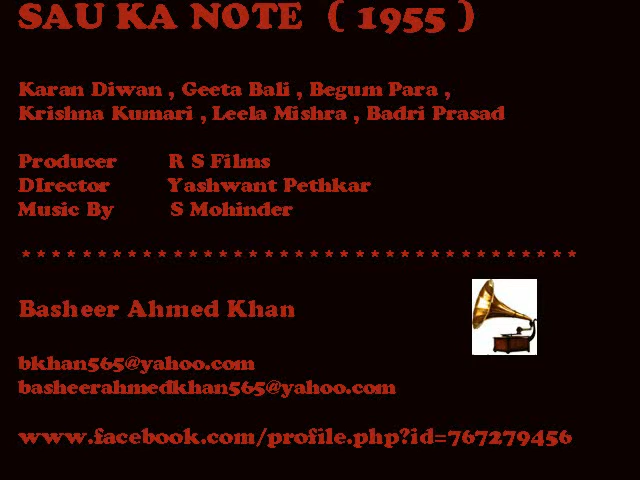 SAU KA NOTE ( 1955 )
Karan Diwan , Geeta Bali , Begum Para ,
Krishna Kumari , Leela Mishra , Badri Prasad
Producer R S Films
DIrector Yashwant Pethkar
Music By S Mohinder
* * * * * * * * * * * * * * * * * * * * * * * * * * * * * * * * * * * * *
Basheer Ahmed Khan
bkhan565@yahoo.com
basheerahmedkhan565@yahoo.com
www.facebook.com/profile.php?id=767279456